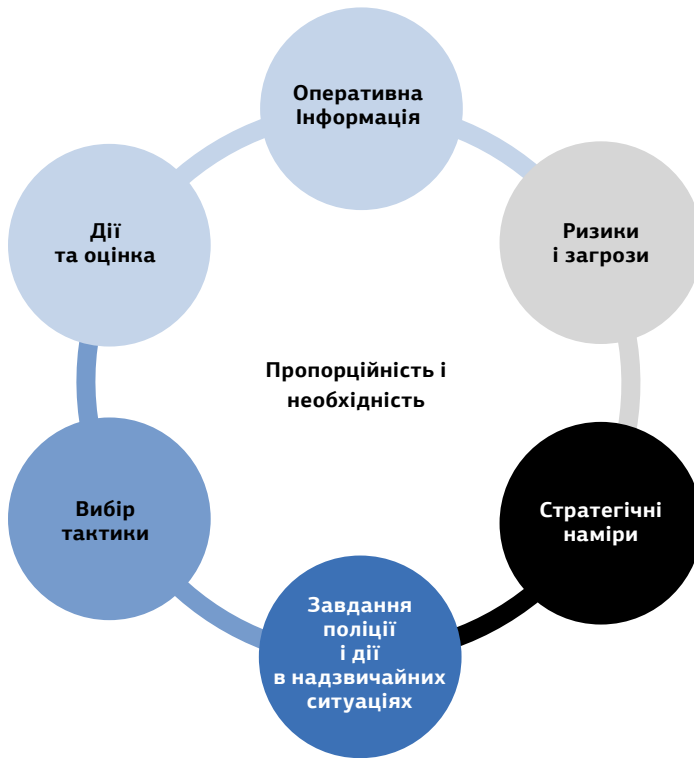 Оперативна
Інформація
Ризики
і загрози
Стратегічні
наміри
Завдання
поліції
і дії
в надзвичайних
ситуаціях
Вибір
тактики
Дії
та оцінка
Пропорційність і
необхідність